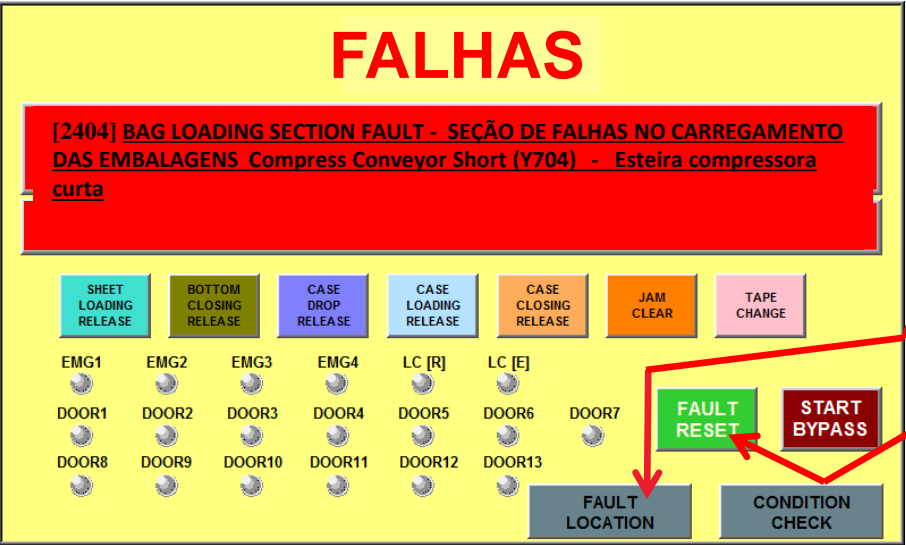 FALHAS
[2404] BAG LOADING SECTION FAULT - SEÇÃO DE FALHAS NO CARREGAMENTO
DAS EMBALAGENS Compress Conveyor Short (Y704) - Esteira compressora
curta
SHEET LOADING RELEASE
BOTTOM CLOSING RELEASE
CASE DROP RELEASE
CASE LOADING RELEASE
CASE CLOSING RELEASE
JAM CLEAR
TAPE CHANGE
EMG1 EMG2 EMG3 EMG4 LC [R] LC [E]
DOOR1 DOOR2 DOOR3 DOOR4 DOOR5 DOOR6 DOOR7
DOOR8 DOOR9 DOOR10 DOOR11 DOOR12 DOOR13
FAULT
RESET
START
BYPASS
FAULT
LOCATION
CONDITION
CHECK